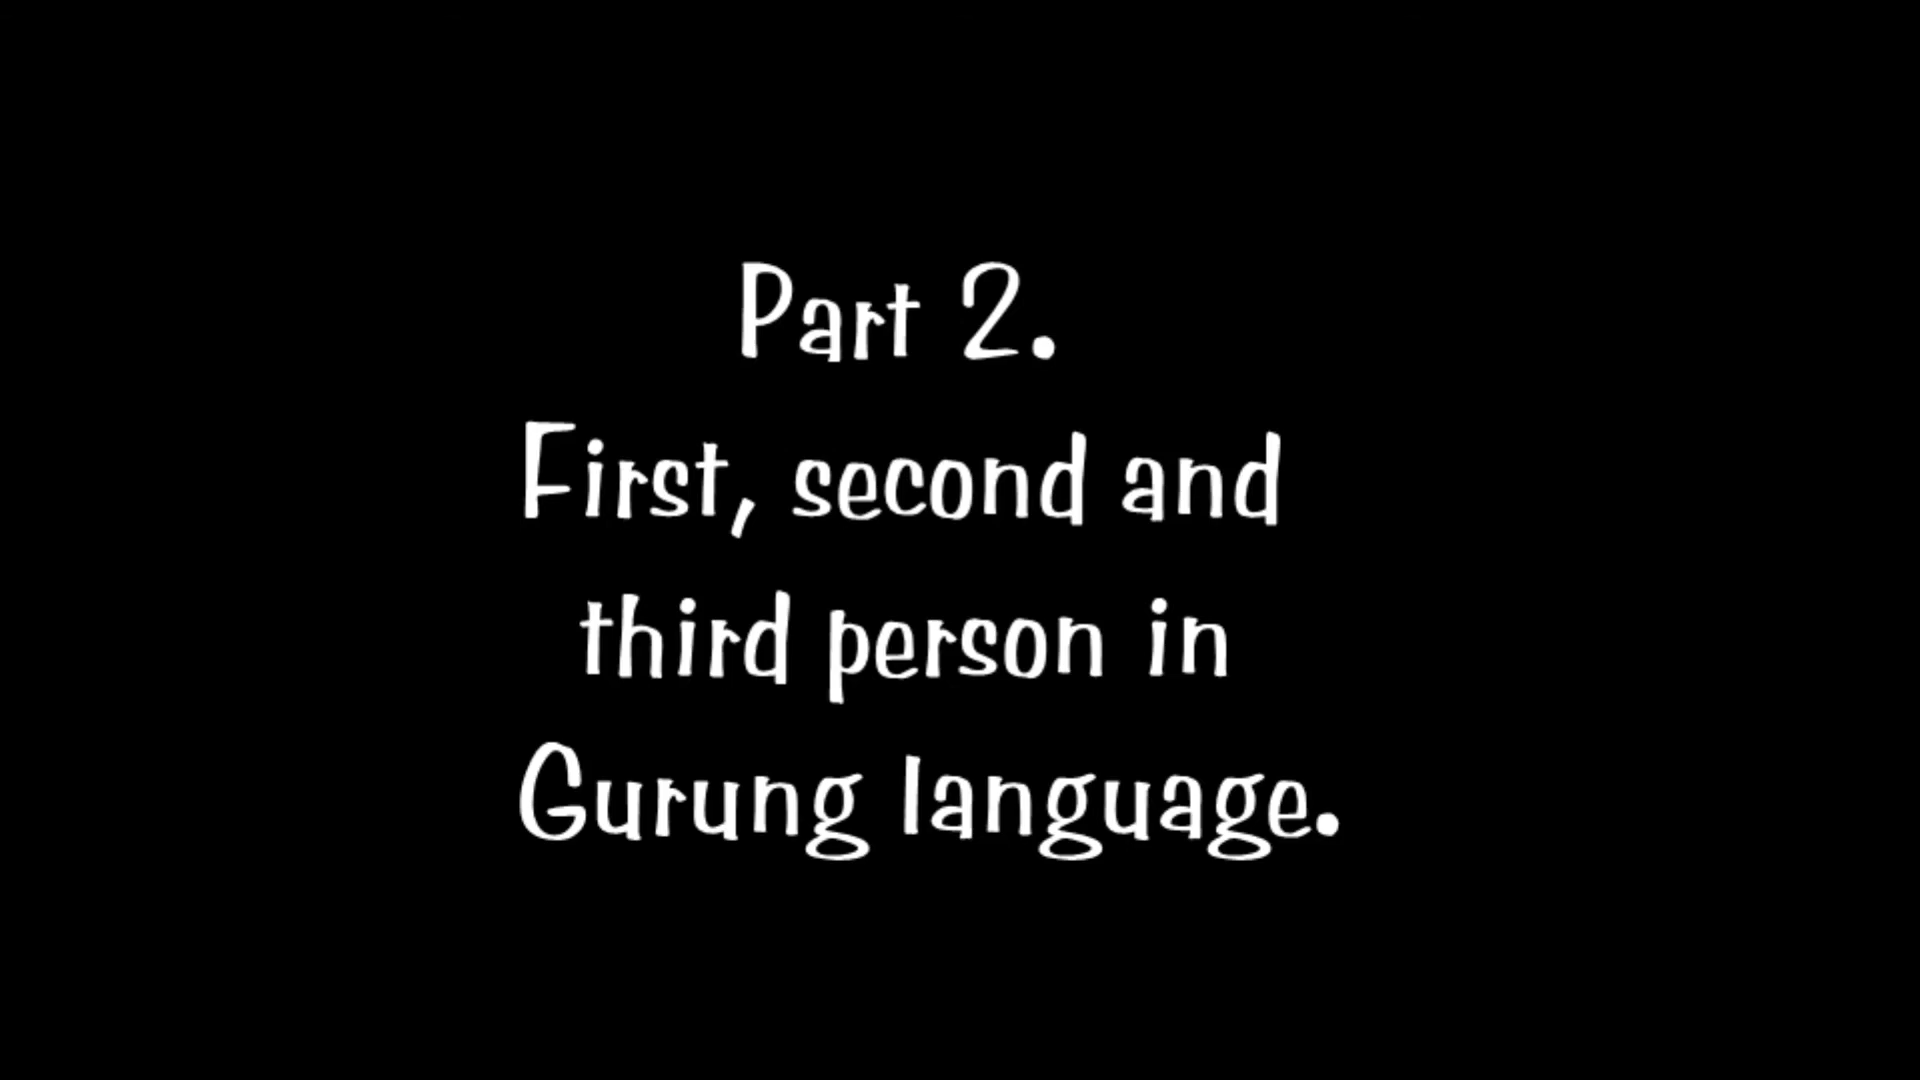 Part 2.
First, second and
third person in
Gurung language.